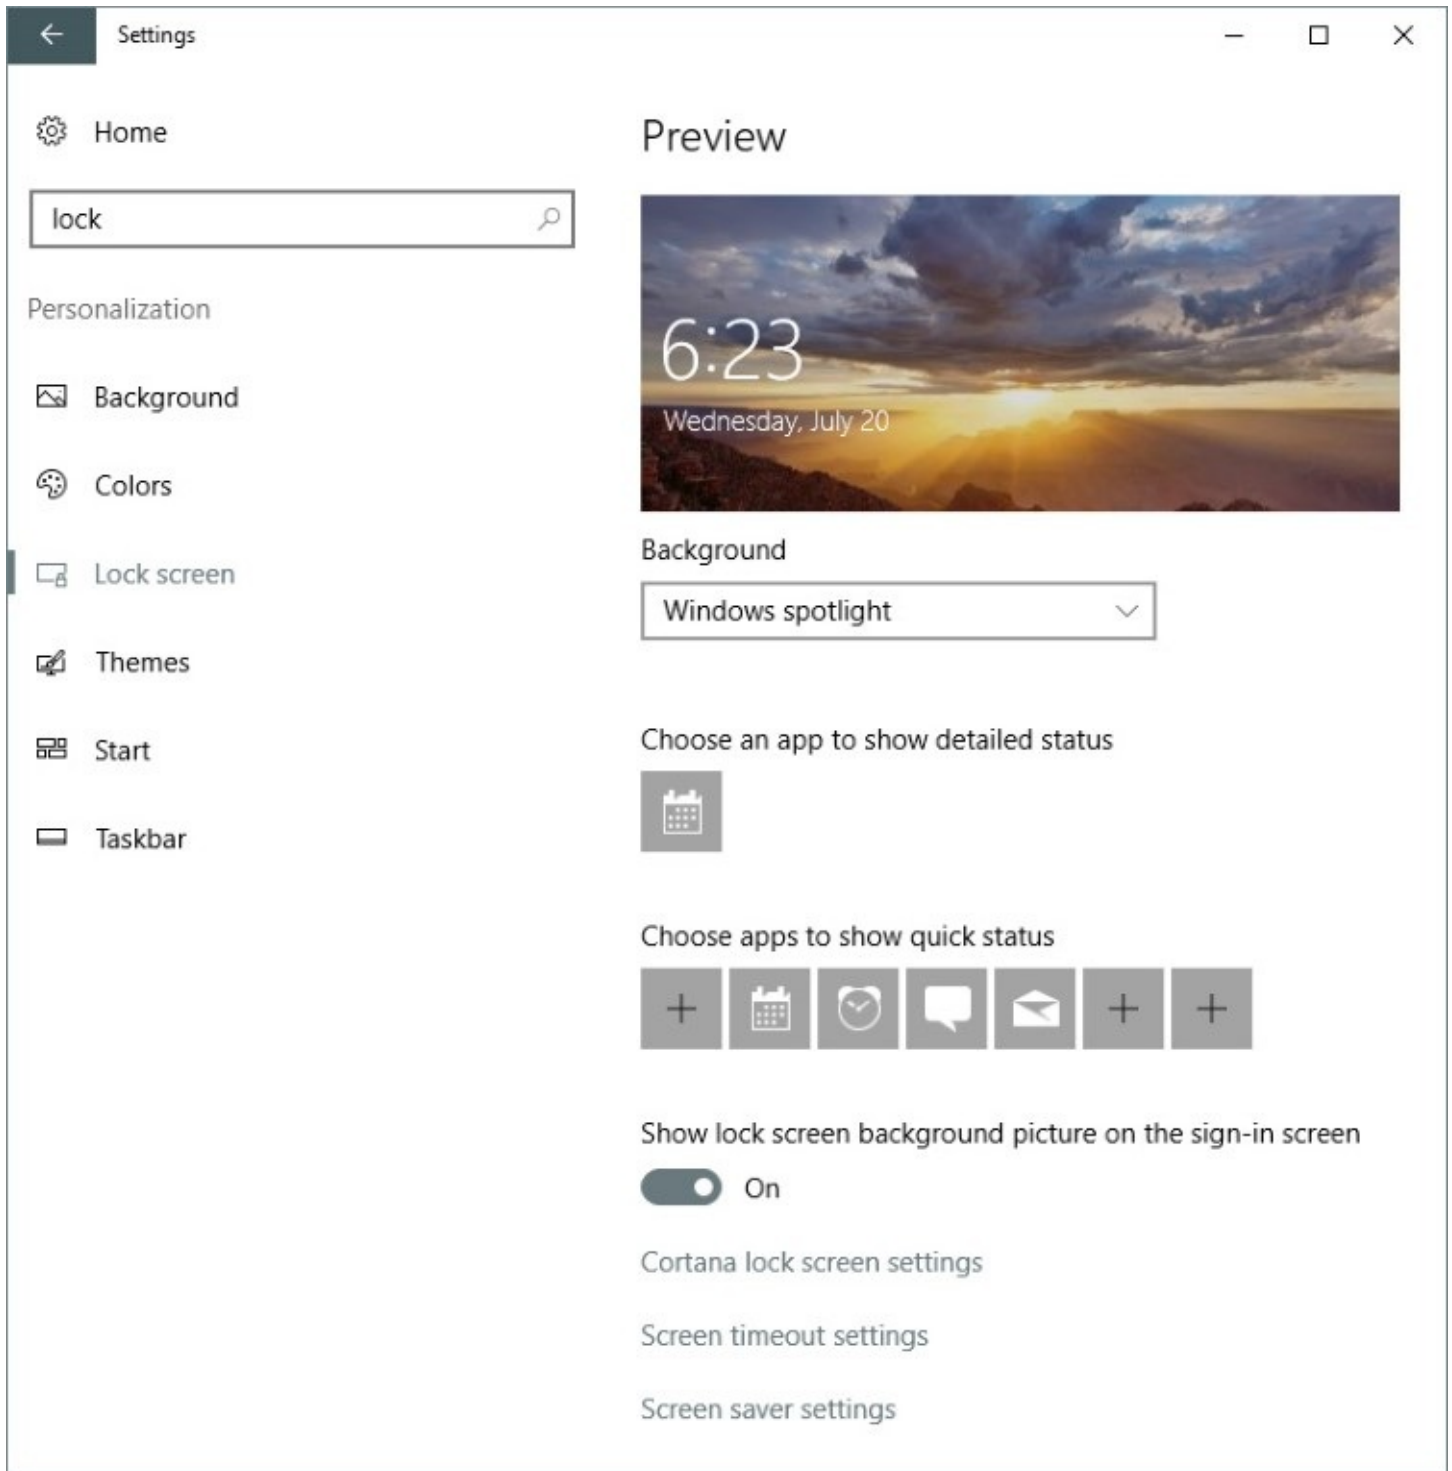 Settings
Home
lock
Personalization
Background
Colors
Lock screen
Themes
Start
Taskbar
Preview
6:23
Wednesday, July 20
Background
Windows spotlight
Choose an app to show detailed status
Choose apps to show quick status
Show lock screen background picture on the sign-in screen
On
Cortana lock screen settings
Screen timeout settings
Screen saver settings